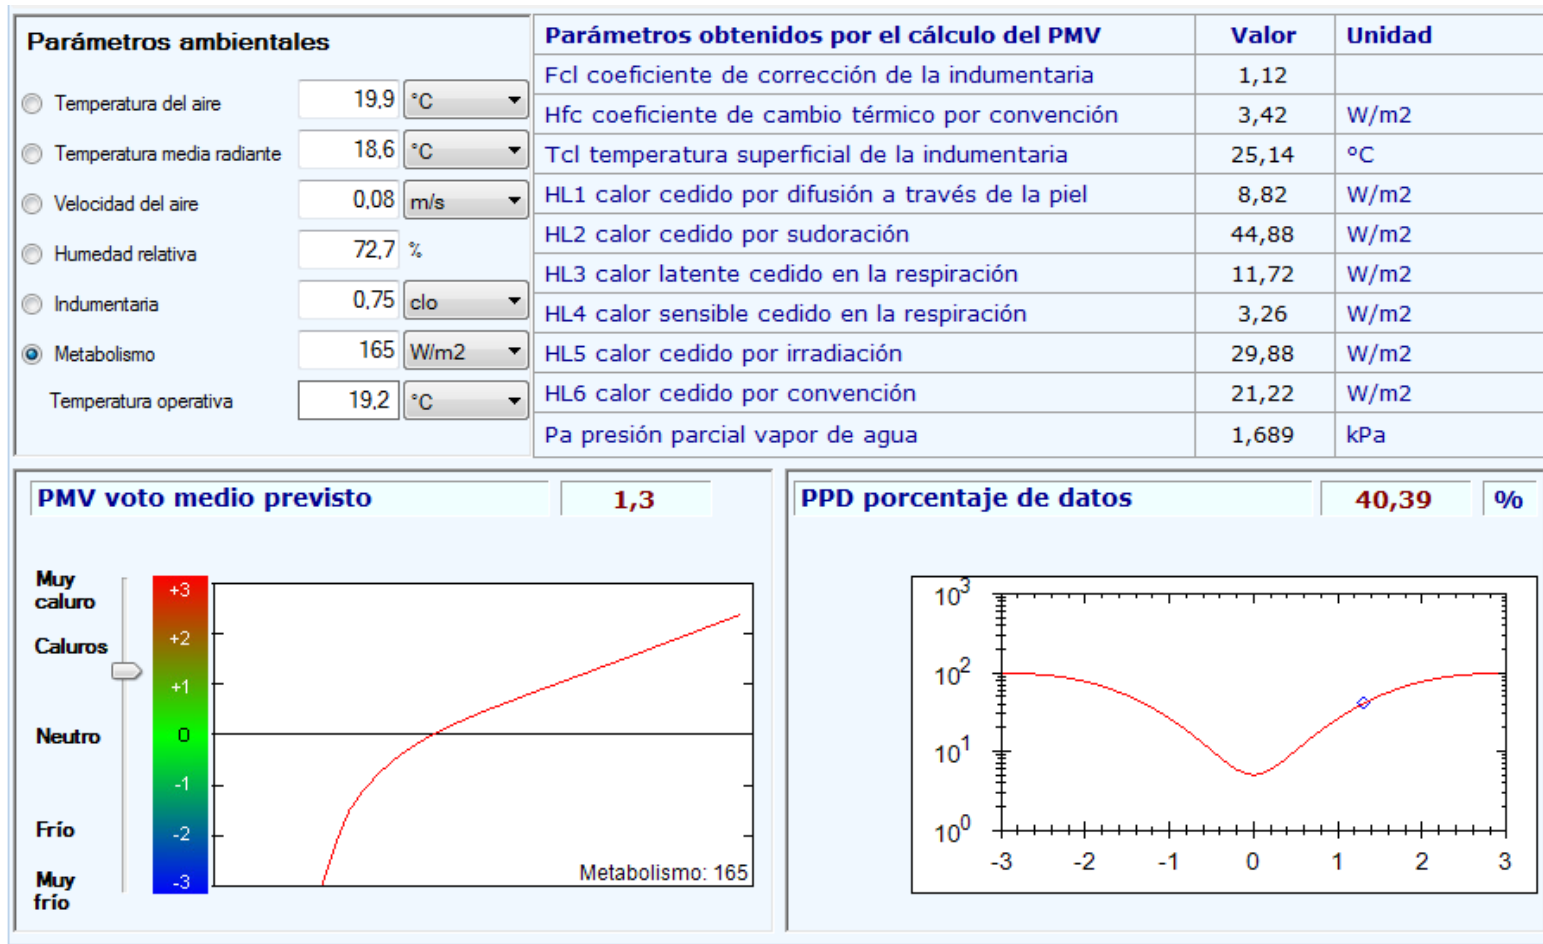 Parámetros ambientales
Temperatura del aire 19,9 °C
Temperatura media radiante 18,6 °C
Velocidad del aire 0,08 m/s
Humedad relativa 72,7 %
Indumentaria 0,75 clo
Metabolismo 165 W/m2
Temperatura operativa 19,2 °C
Parámetros obtenidos por el cálculo del PMV Valor Unidad
Fcl coeficiente de corrección de la indumentaria 1,12
Hfc coeficiente de cambio térmico por convención 3,42 W/m2
Tcl temperatura superficial de la indumentaria 25,14 °C
HL1 calor cedido por difusión a través de la piel 8,82 W/m2
HL2 calor cedido por sudoración 44,88 W/m2
HL3 calor latente cedido en la respiración 11,72 W/m2
HL4 calor sensible cedido en la respiración 3,26 W/m2
HL5 calor cedido por irradiación 29,88 W/m2
HL6 calor cedido por convención 21,22 W/m2
Pa presión parcial vapor de agua 1,689 kPa
PMV voto medio previsto 1,3
Muy
caluro
Caluros
Neutro
Frío
Muy
frío
+3
+2
+1
0
-1
-2
-3
Metabolismo: 165
PPD porcentaje de datos 40,39 %
10^3
10^2
10^1
10^0
-3 -2 -1 0 1 2 3